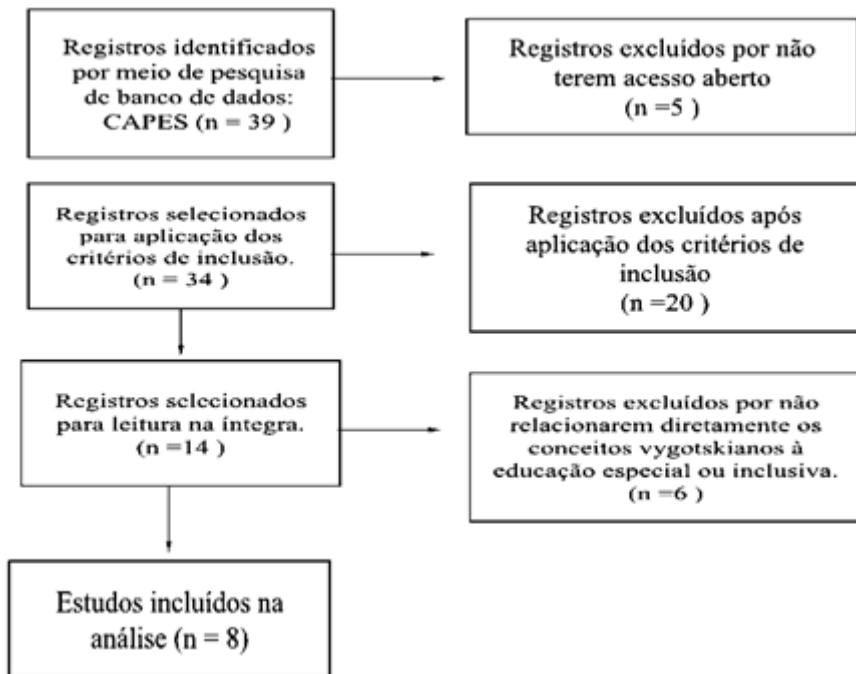 Registros identificados
por meio de pesquisa
de banco de dados:
CAPES (n = 39 )
Registros excluídos por não
terem acesso aberto
(n =5 )
Registros selecionados
para aplicação dos
critérios de inclusão.
(n = 34 )
Registros excluídos após
aplicação dos critérios de
inclusão
(n =20 )
Registros selecionados
para leitura na íntegra.
(n =14 )
Registros excluídos por não
relacionarem diretamente os
conceitos vygotskianos à
educação especial ou inclusiva.
(n =6 )
Estudos incluídos na
análise (n = 8)